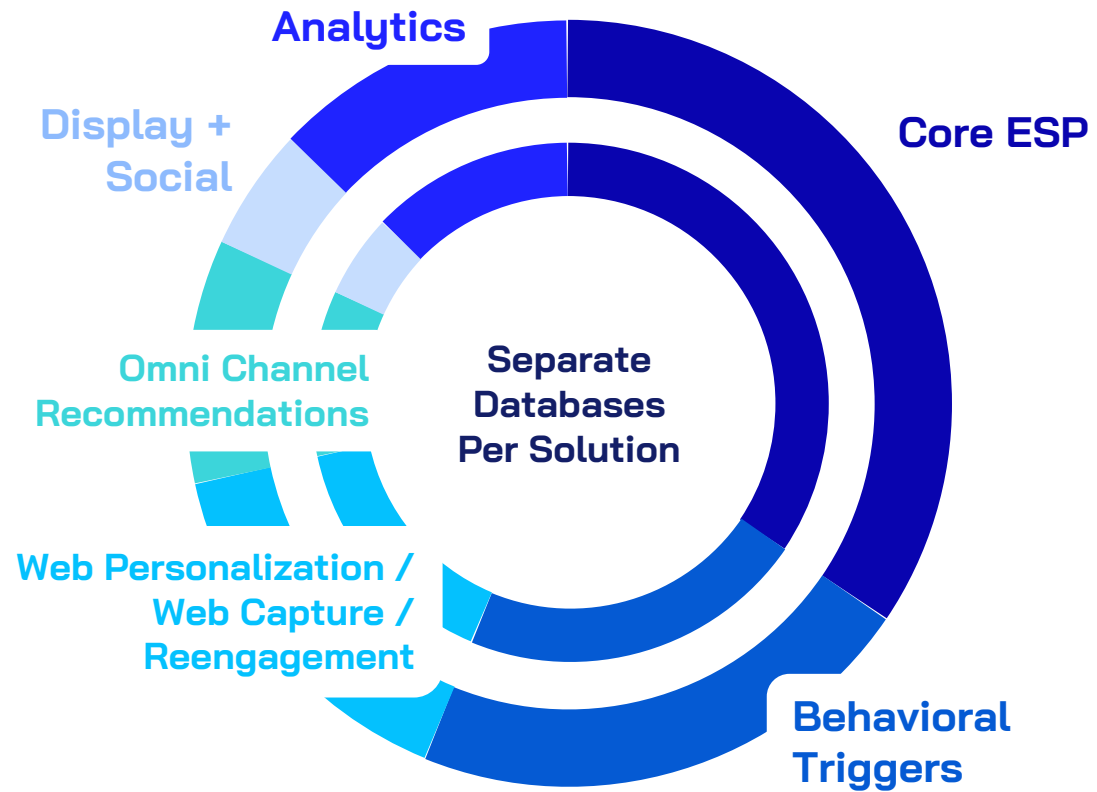 Analytics
Display +
Social
Core ESP
Omni Channel
Recommendations
Separate
Databases
Per Solution
Web Personalization /
Web Capture /
Reengagement
Behavioral
Triggers